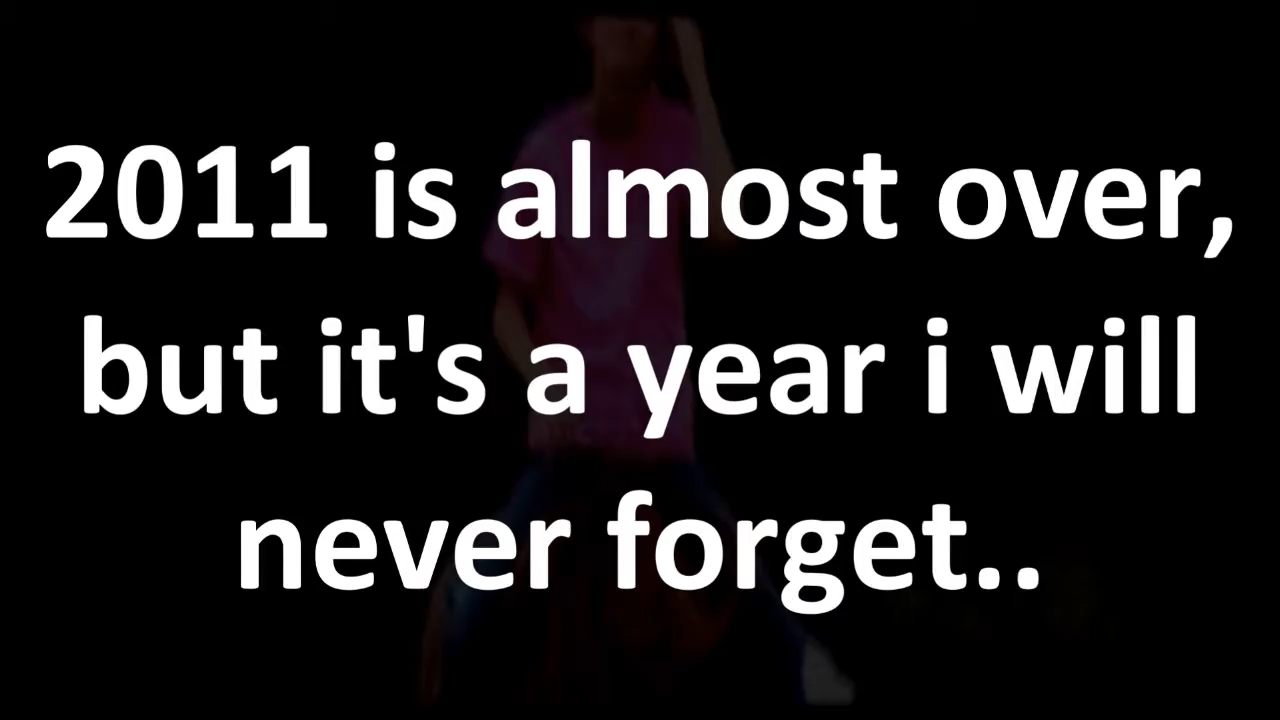 2011 is almost over,
but it's a year i will
never forget..